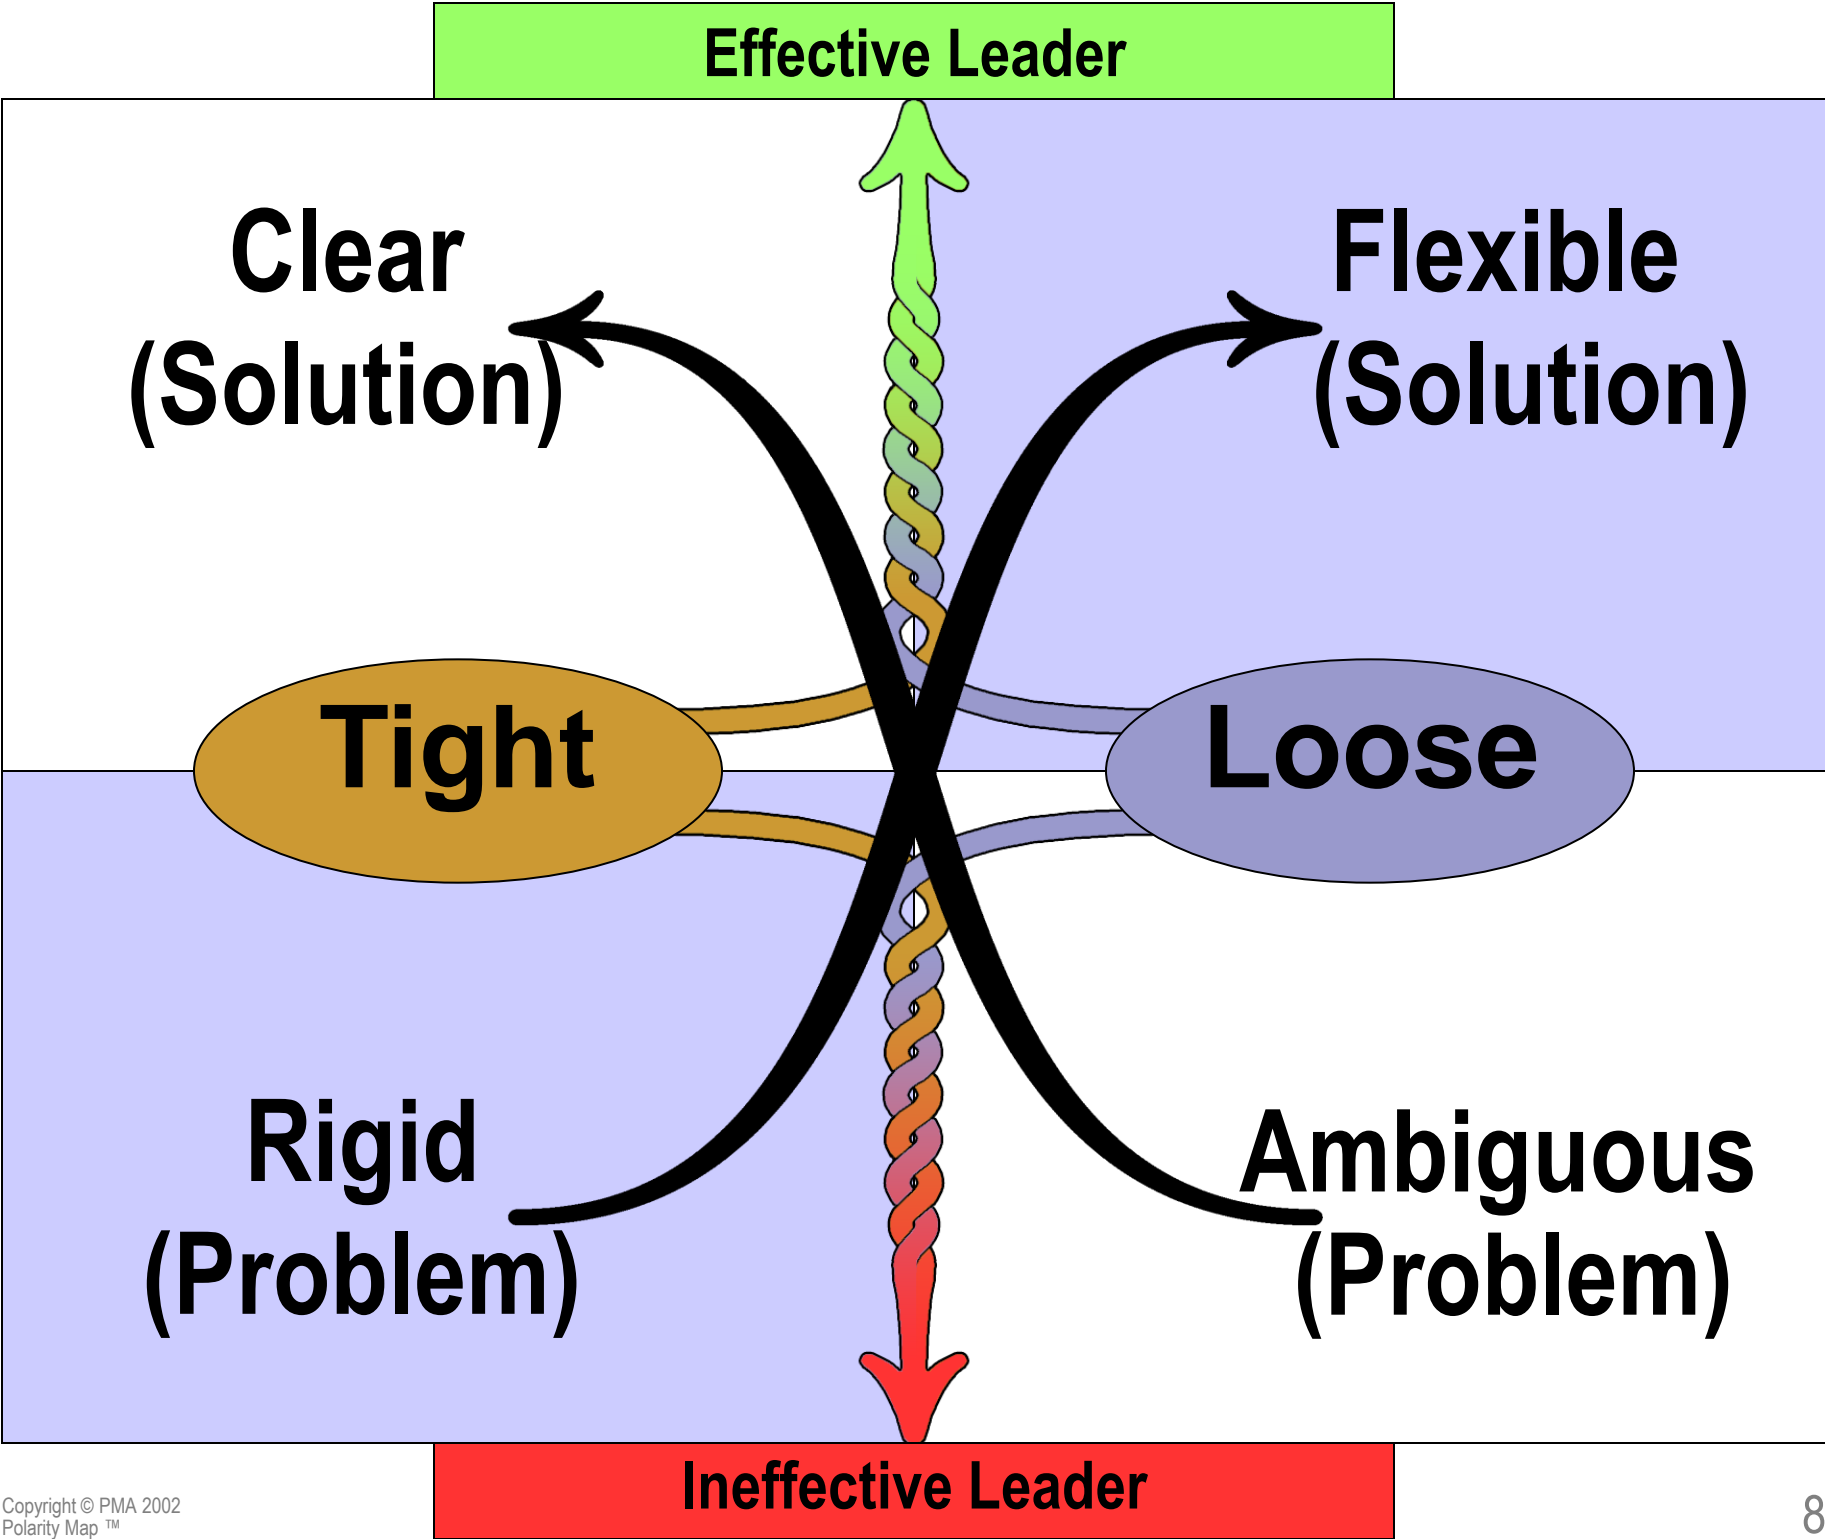 Effective Leader
Clear
(Solution)
Flexible
(Solution)
Tight
Loose
Rigid
(Problem)
Ambiguous
(Problem)
Ineffective Leader
Copyright © PMA 2002
Polarity Map ™
8